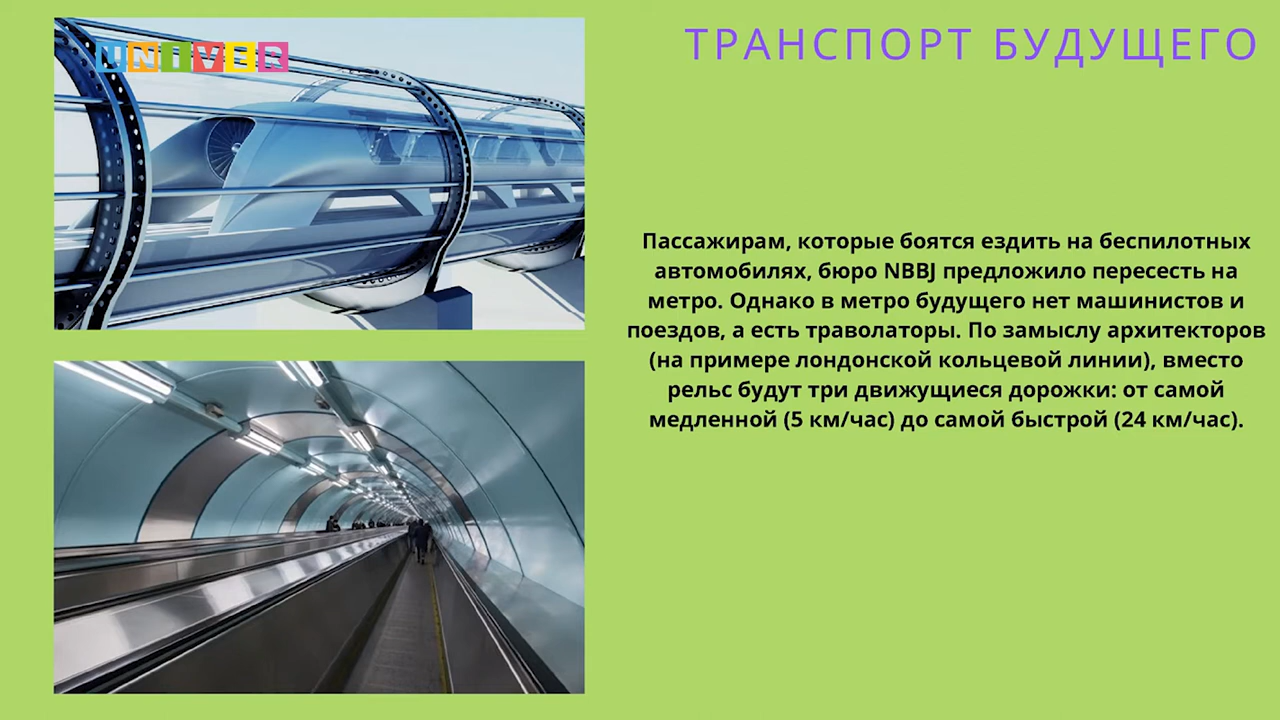 UNIVER
ТРАНСПОРТ БУДУЩЕГО
Пассажирам, которые боятся ездить на беспилотных
автомобилях, бюро NBBJ предложило пересесть на
метро. Однако в метро будущего нет машинистов и
поездов, а есть траволаторы. По замыслу архитекторов
(на примере лондонской кольцевой линии), вместо
рельс будут три движущиеся дорожки: от самой
медленной (5 км/час) до самой быстрой (24 км/час).